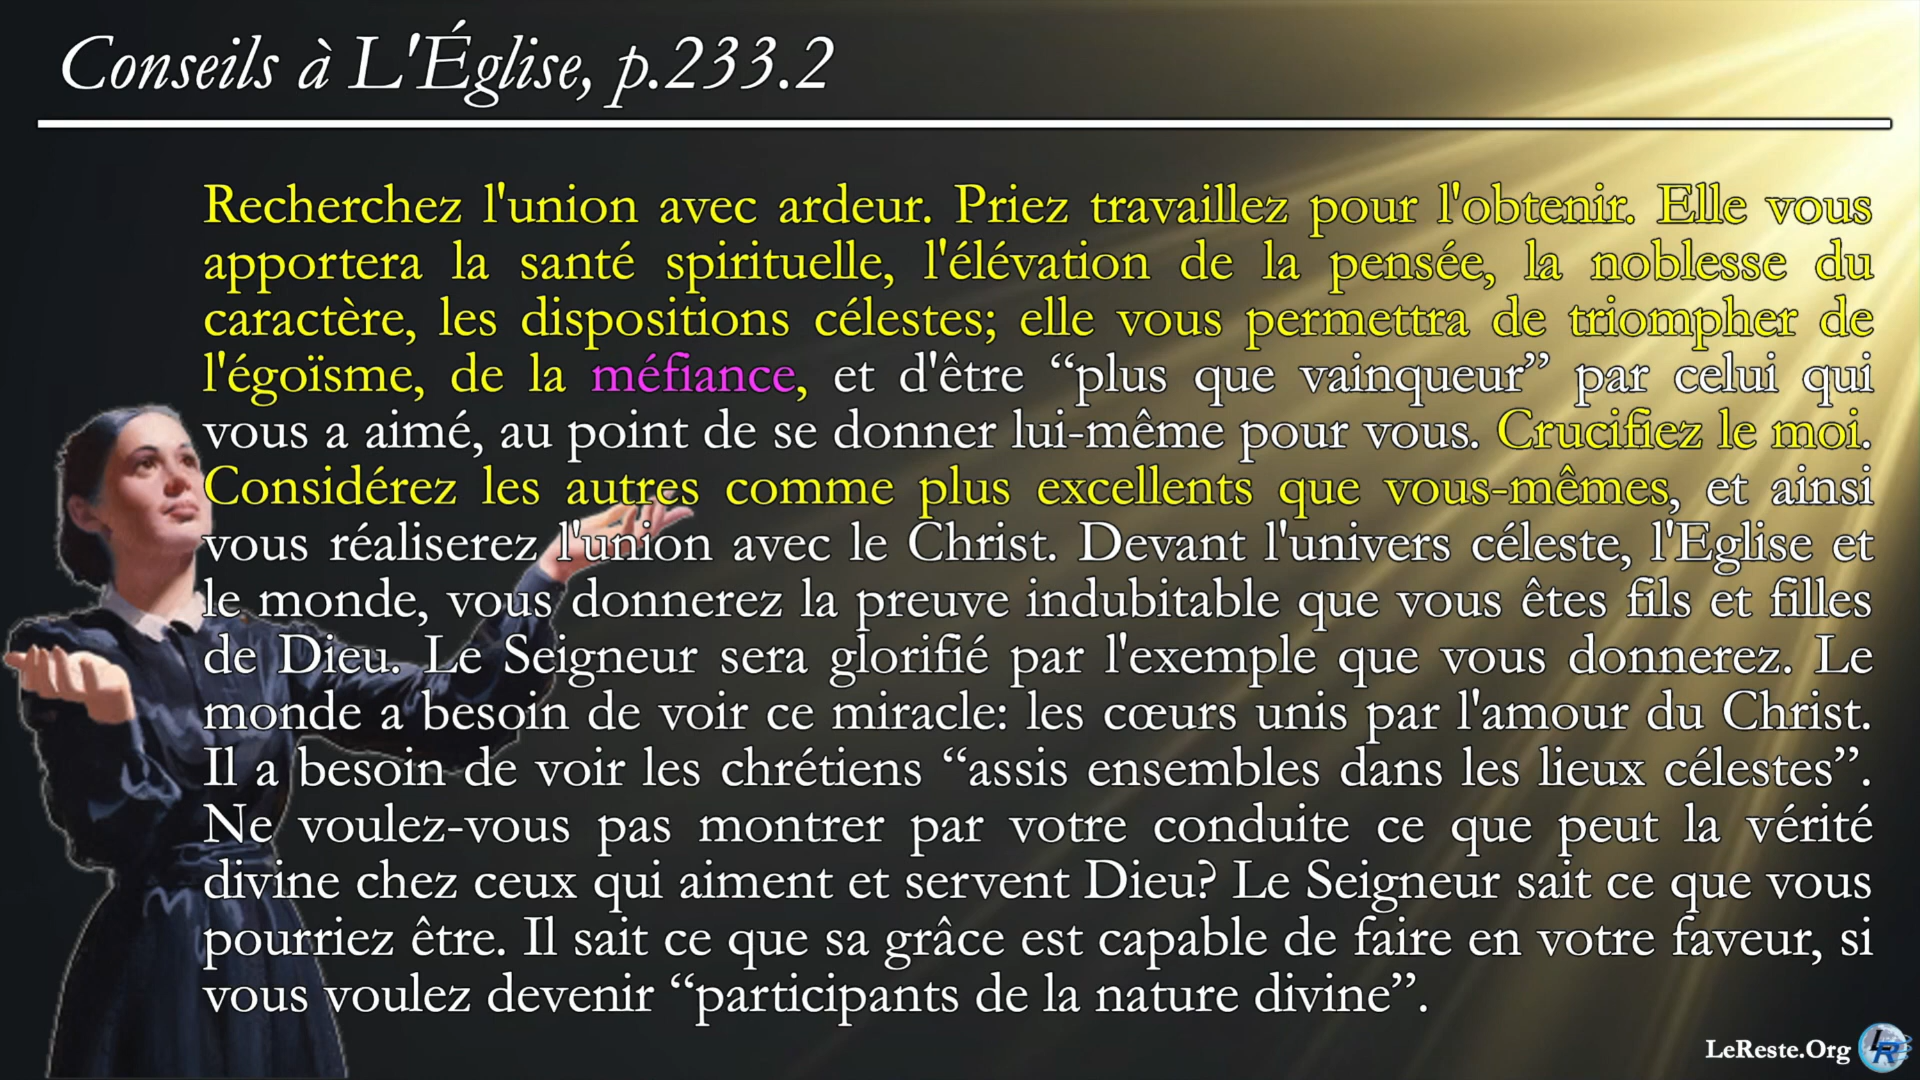 Conseils à L'Église, p.233.2
Recherchez l'union avec ardeur. Priez travaillez pour l'obtenir. Elle vous
apportera la santé spirituelle, l'élévation de la pensée, la noblesse du
caractère, les dispositions célestes; elle vous permettra de triompher de
l'égoïsme, de la méfiance, et d'être “plus que vainqueur” par celui qui
vous a aimé, au point de se donner lui-même pour vous. Crucifiez le moi.
Considérez les autres comme plus excellents que vous-mêmes, et ainsi
vous réaliserez l'union avec le Christ. Devant l'univers céleste, l'Eglise et
le monde, vous donnerez la preuve indubitable que vous êtes fils et filles
de Dieu. Le Seigneur sera glorifié par l'exemple que vous donnerez. Le
monde a besoin de voir ce miracle: les cœurs unis par l'amour du Christ.
Il a besoin de voir les chrétiens “assis ensembles dans les lieux célestes”.
Ne voulez-vous pas montrer par votre conduite ce que peut la vérité
divine chez ceux qui aiment et servent Dieu? Le Seigneur sait ce que vous
pourriez être. Il sait ce que sa grâce est capable de faire en votre faveur, si
vous voulez devenir “participants de la nature divine”.
LeReste.Org LR